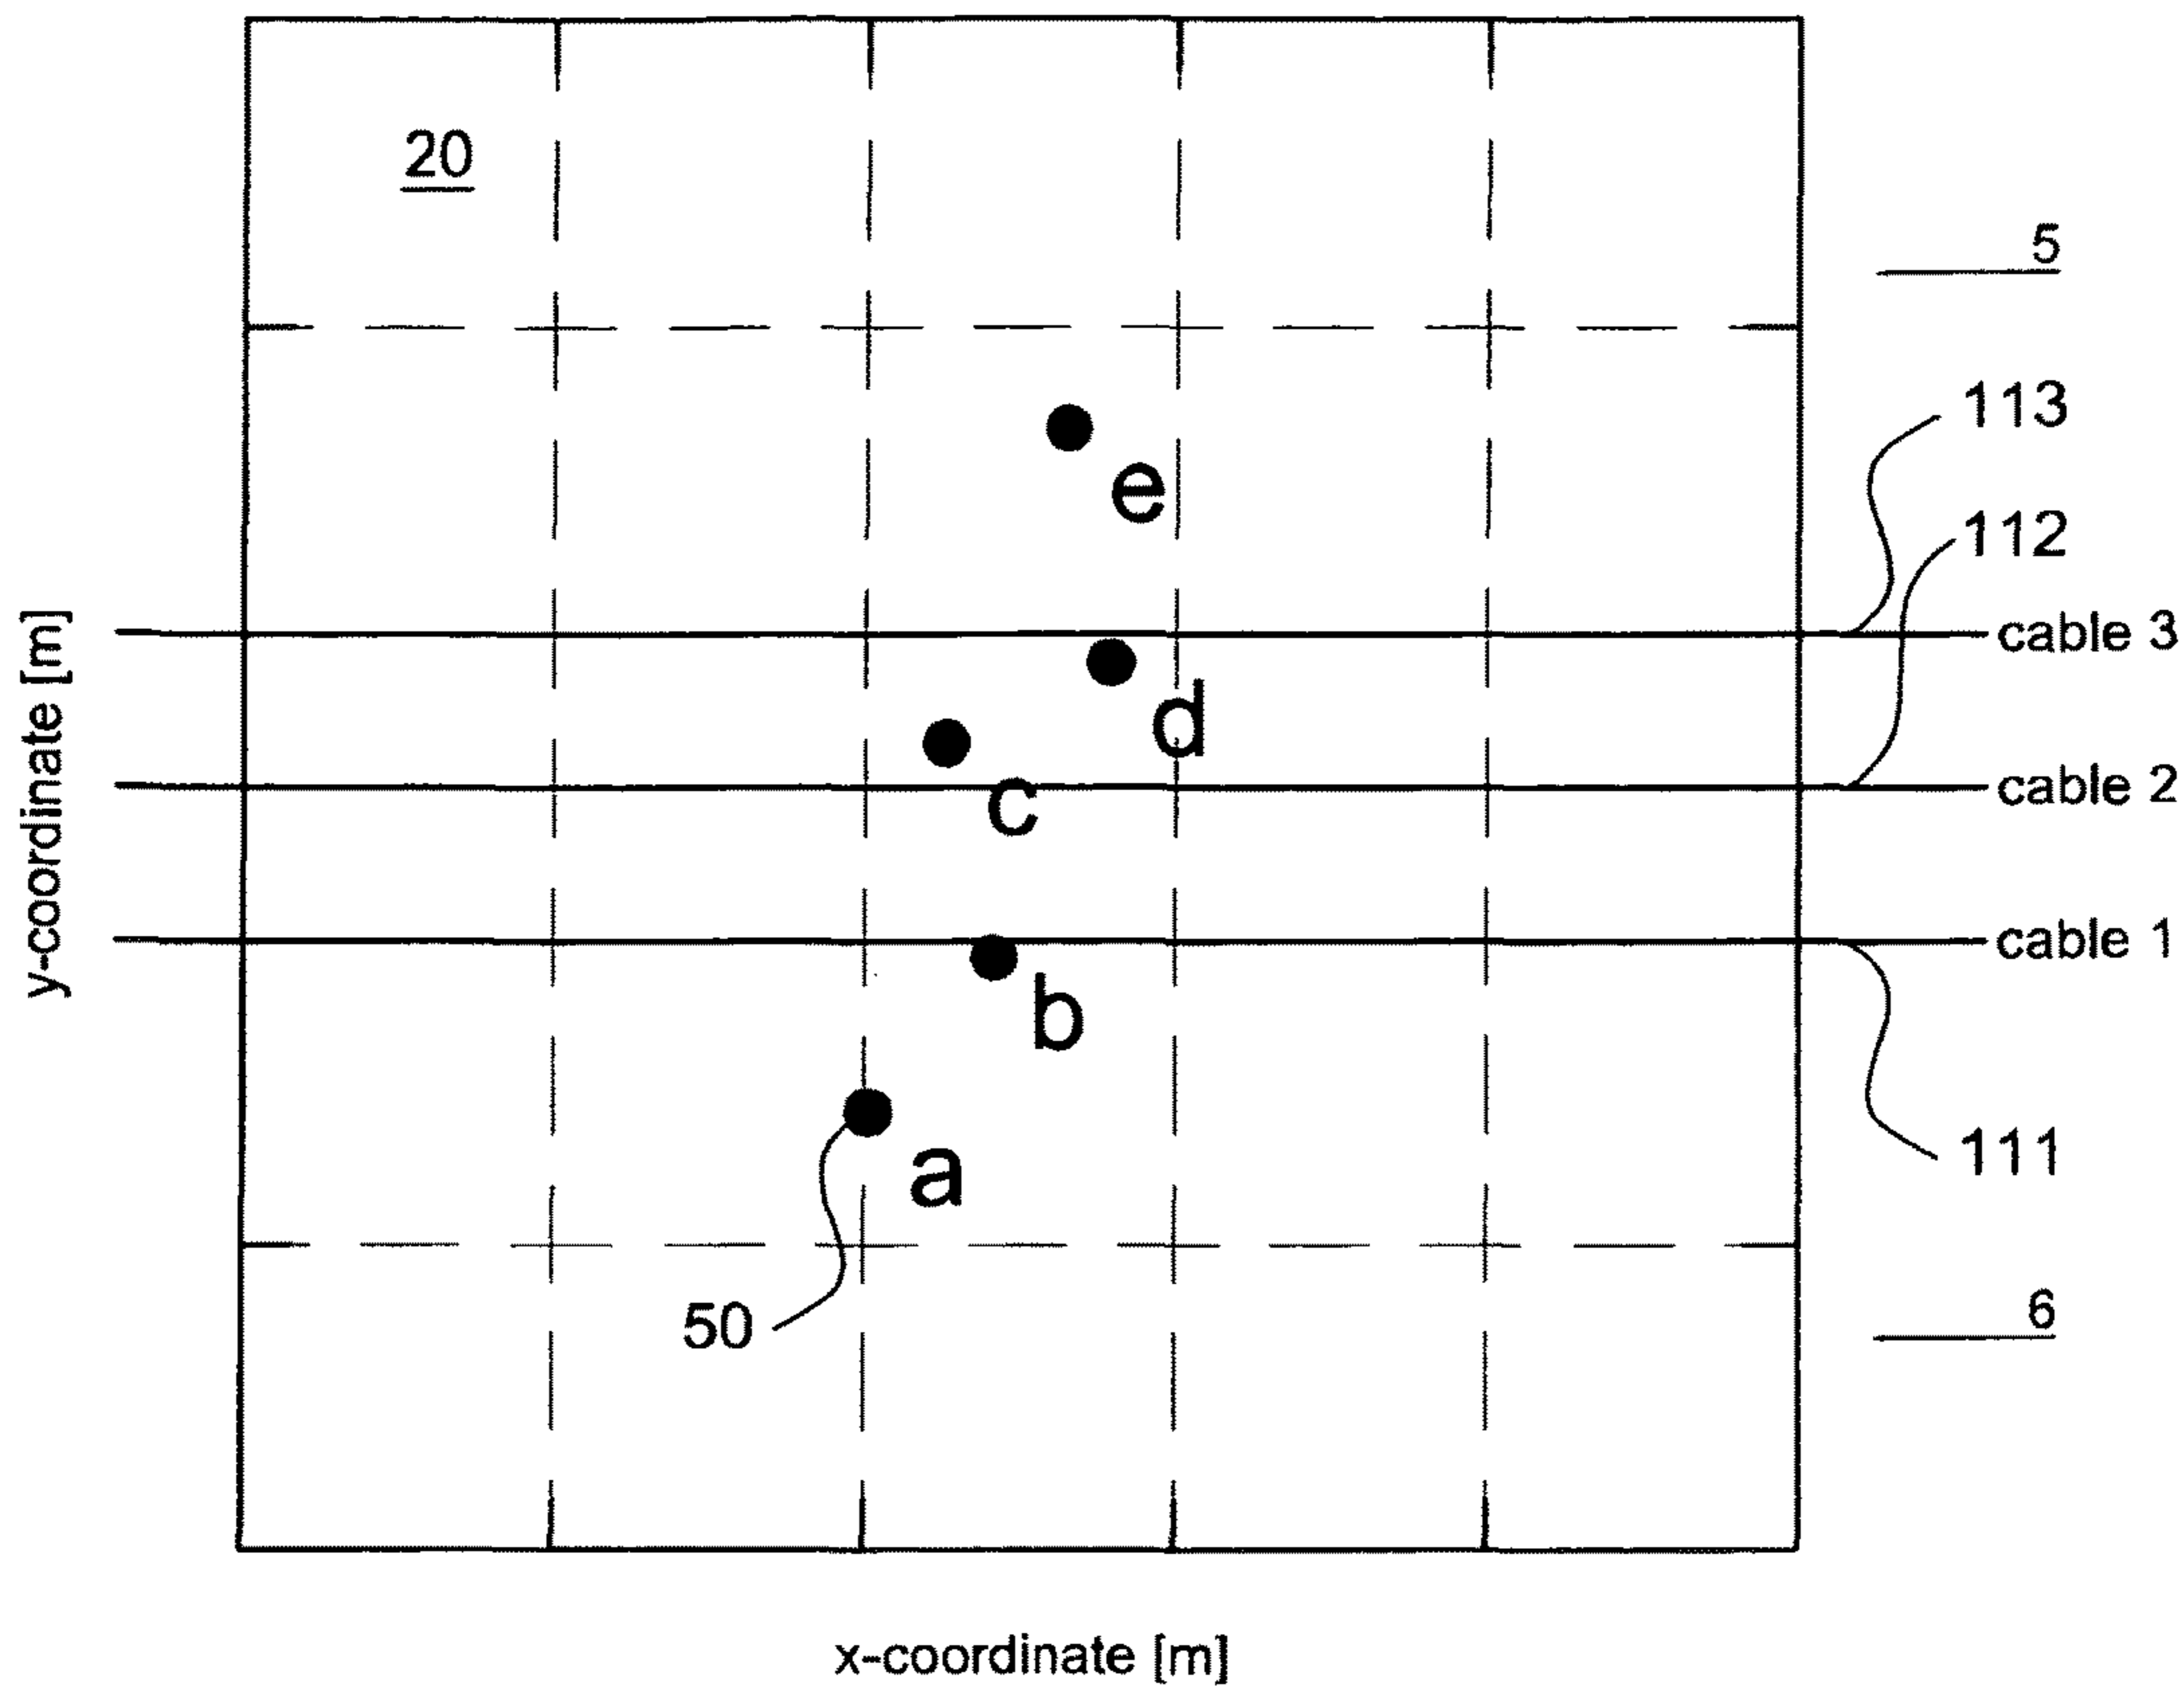 20
5
113
e
112
cable 3
d
cable 2
c
y-coordinate [m]
cable 1
b
111
a
50
6
x-coordinate [m]